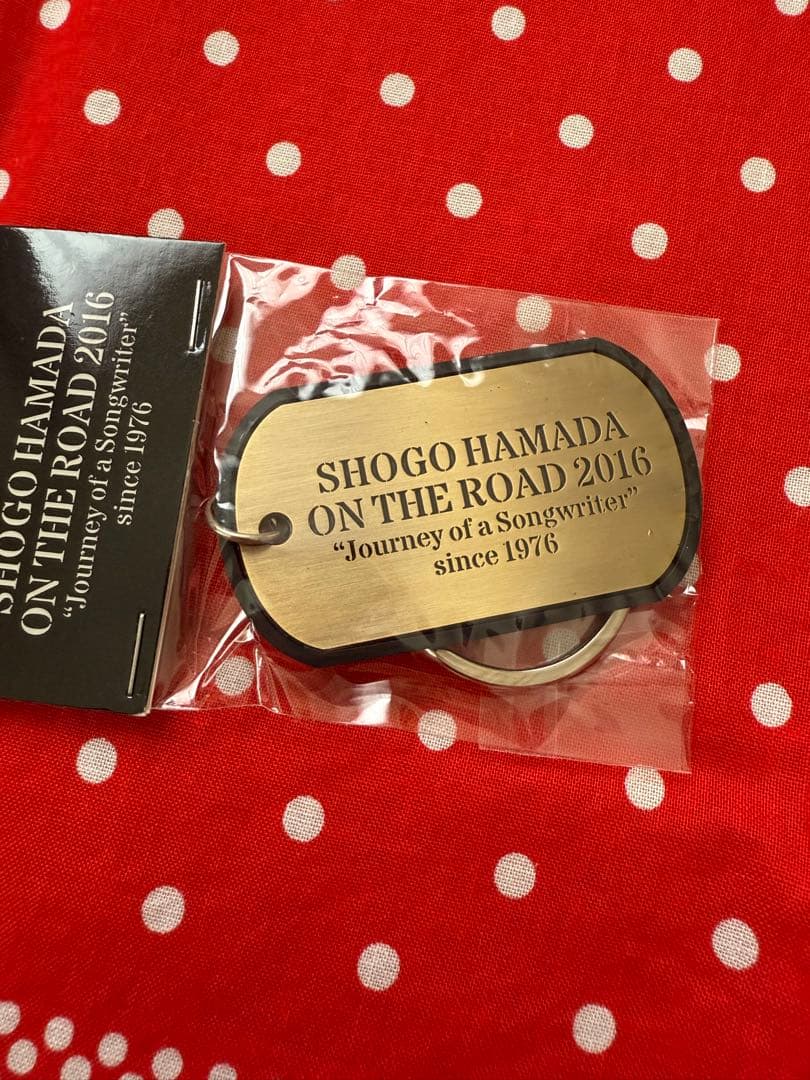 SHOGO HAMADA
ON THE ROAD 2016
“Journey of a Songwriter”
since 1976
SHOGO HAMADA
ON THE ROAD 2016
“Journey of a Songwriter”
since 1976